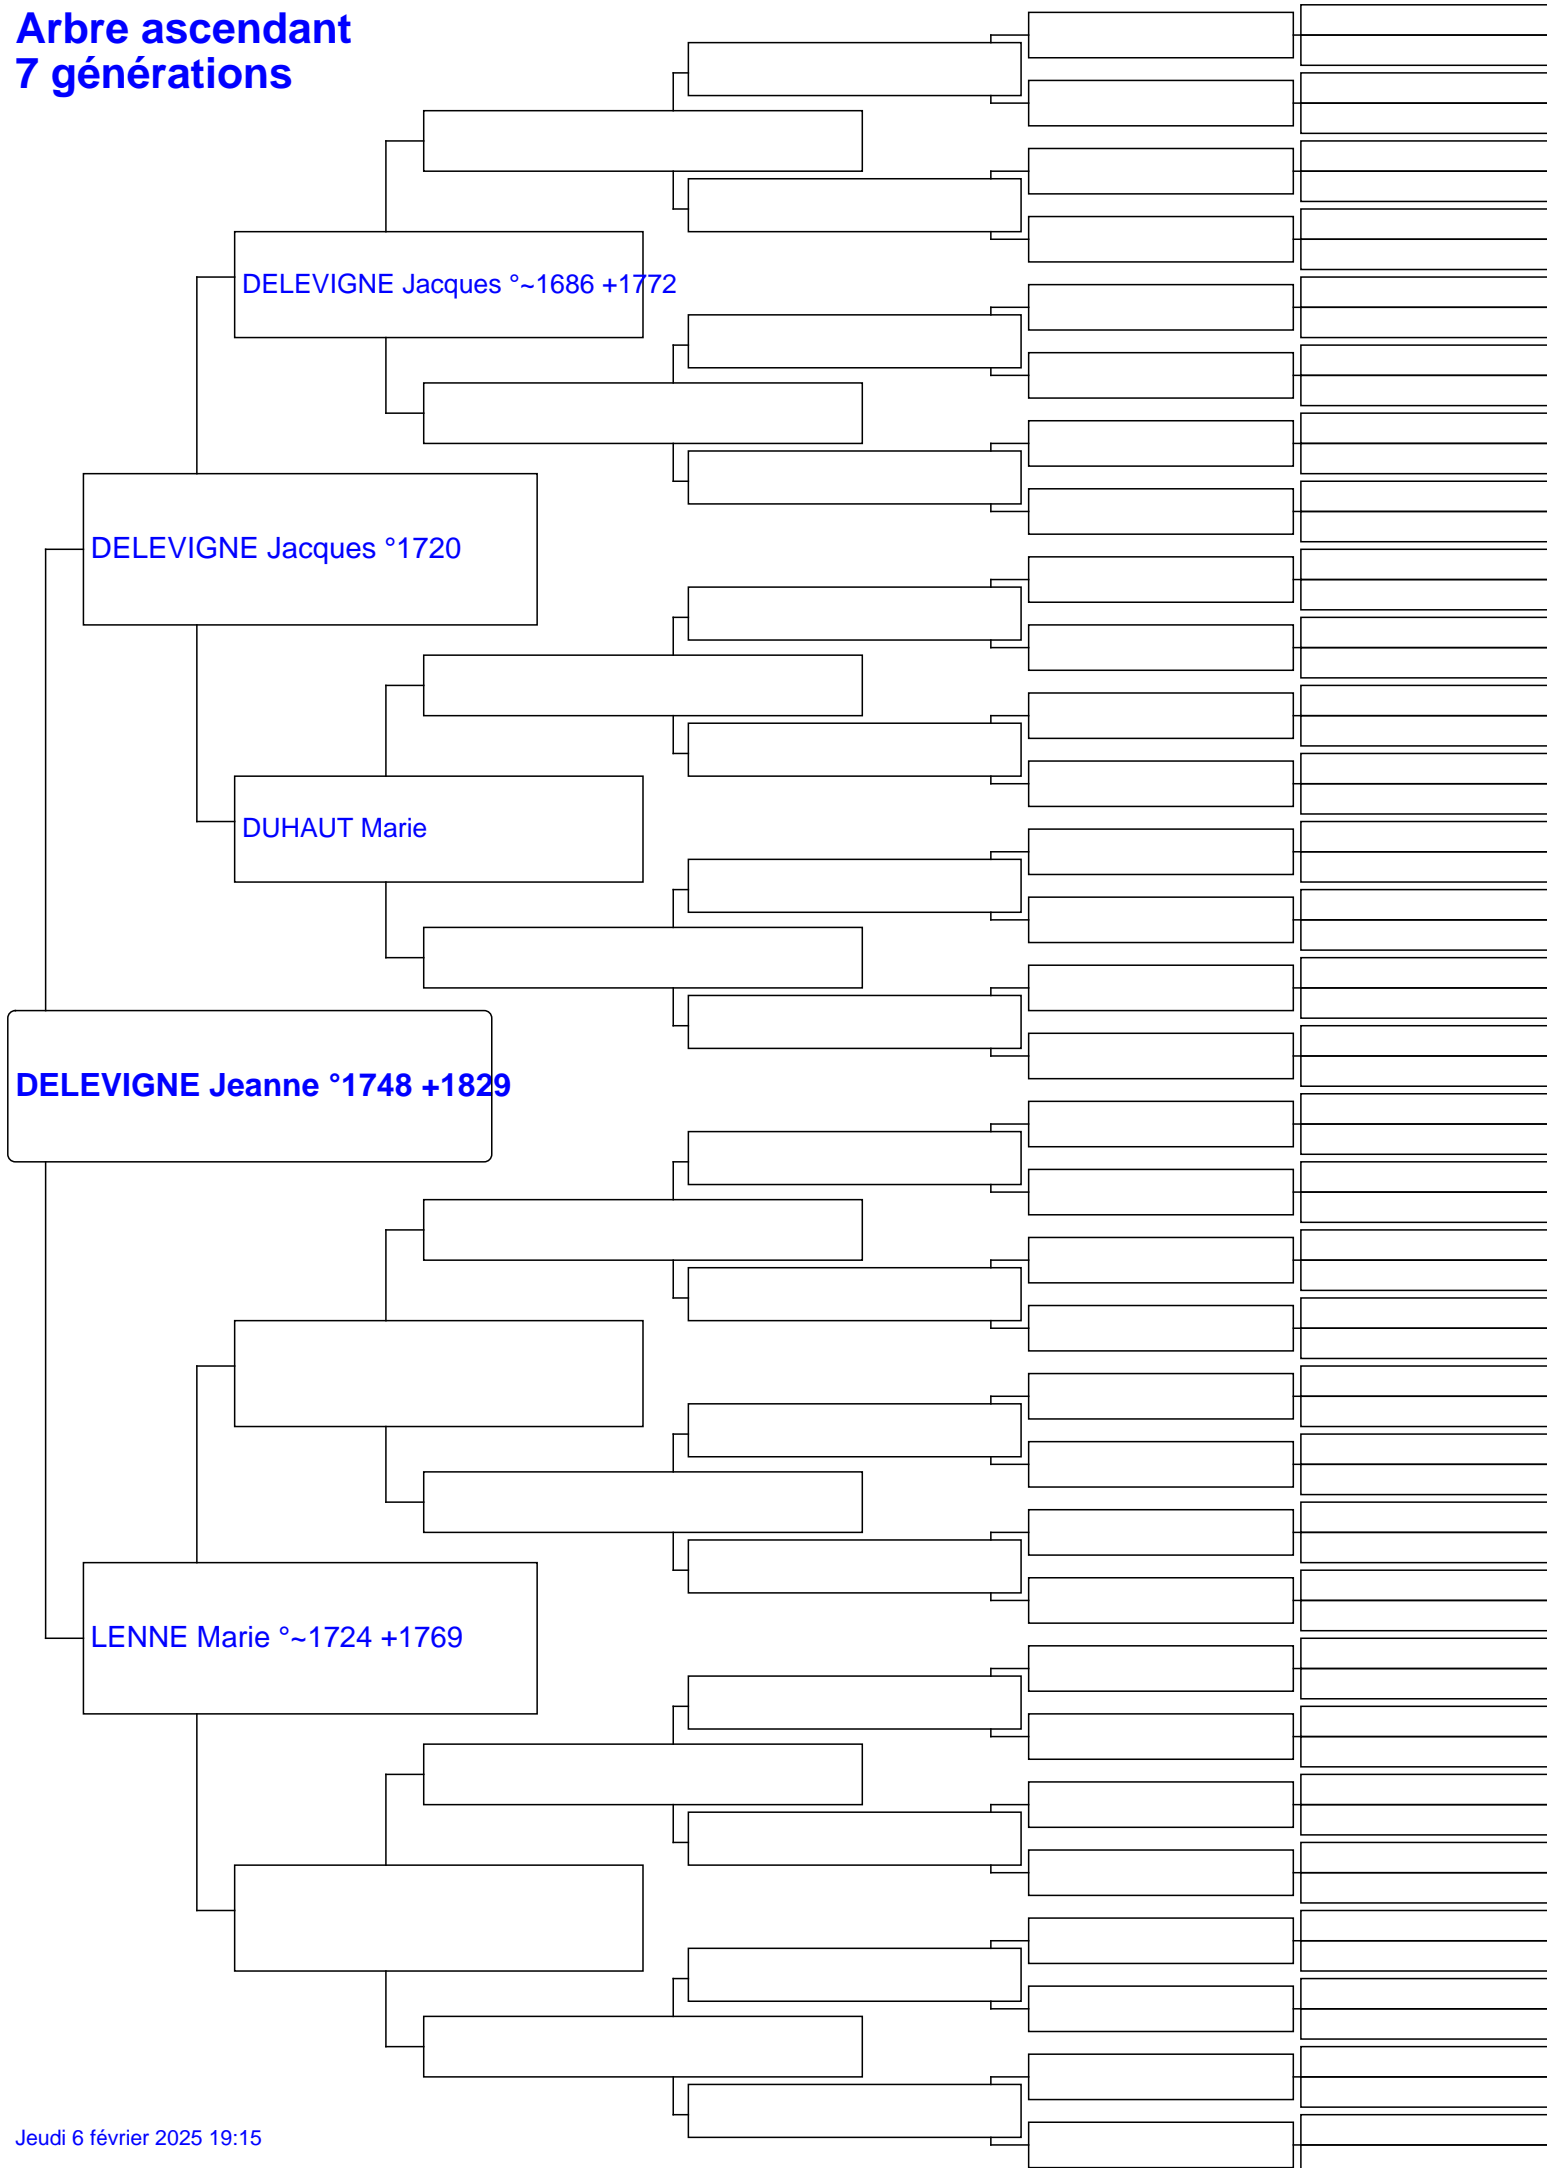 Arbre ascendant
7 générations
DELEVIGNE Jacques °~1686 +1772
DELEVIGNE Jacques °1720
DUHAUT Marie
DELEVIGNE Jeanne °1748 +1829
LENNE Marie °~1724 +1769
Jeudi 6 février 2025 19:15